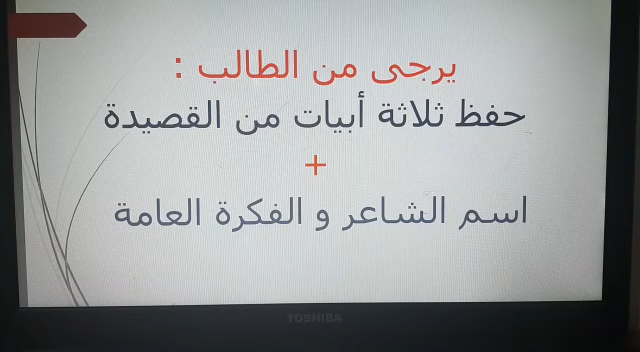 يرجى من الطالب :
حفظ ثلاثة أبيات من القصيدة
+
اسم الشاعر و الفكرة العامة
TOSHIBA